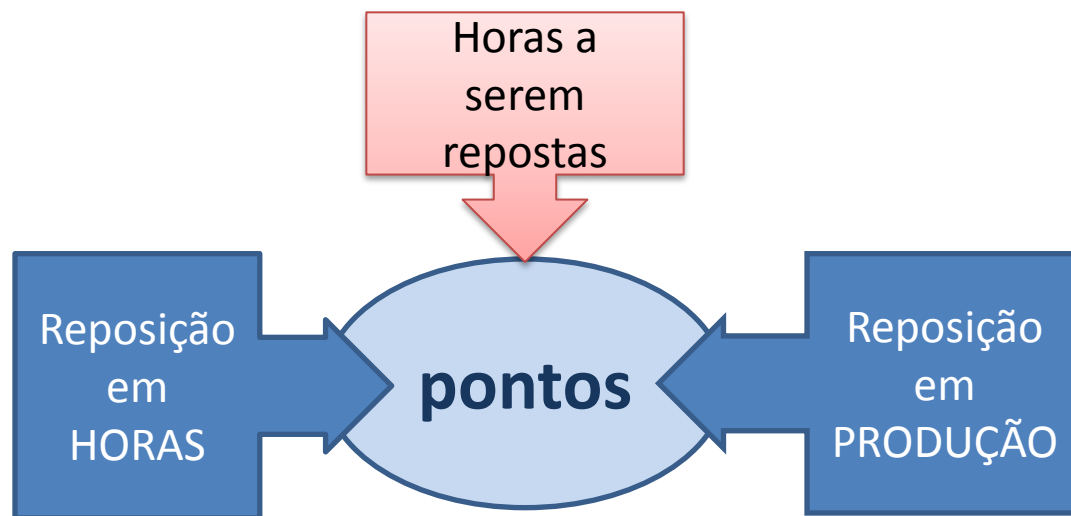 Horas a
serem
repostas
Reposição
em
HORAS
pontos
Reposição
em
PRODUÇÃO